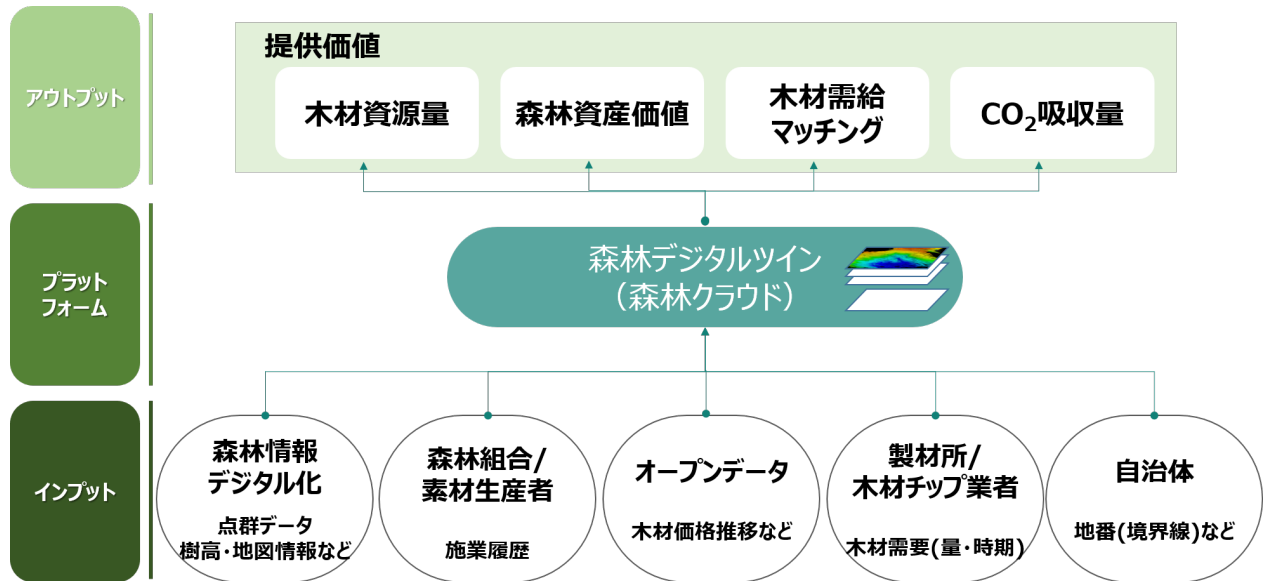 アウトプット
提供価値
木材資源量
森林資産価値
木材需給
マッチング
CO₂吸収量
プラット
フォーム
森林デジタルツイン
(森林クラウド)
インプット
森林情報
デジタル化
点群データ
樹高・地図情報など
森林組合/
素材生産者
施業履歴
オープンデータ
木材価格推移など
製材所/
木材チップ業者
木材需要(量・時期)
自治体
地番(境界線)など